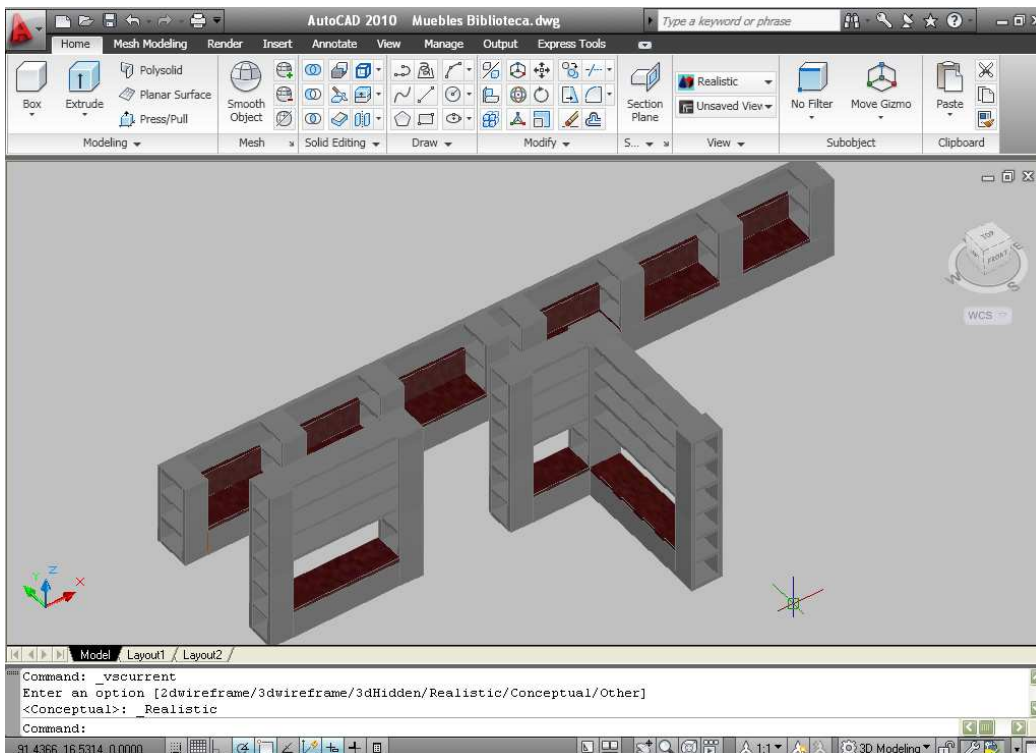 AutoCAD 2010 Muebles Biblioteca.dwg
Type a keyword or phrase
Home Mesh Modeling Render Insert Annotate View Manage Output Express Tools
Box
Extrude
Polysolid
Planar Surface
Press/Pull
Smooth
Object
Section
Plane
Realistic
Unsaved View
No Filter
Move Gizmo
Paste
Modeling
Mesh
Solid Editing
Draw
Modify
S...
View
Subobject
Clipboard
TOP
FRONT
W
S
E
WCS
Y
Z
X
Model Layout1 Layout2
Command: _vscurrent
Enter an option [2dwireframe/3dwireframe/3dHidden/Realistic/Conceptual/Other]
<Conceptual>: _Realistic
Command:
91.4366, 16.5314, 0.0000
1:1
3D Modeling